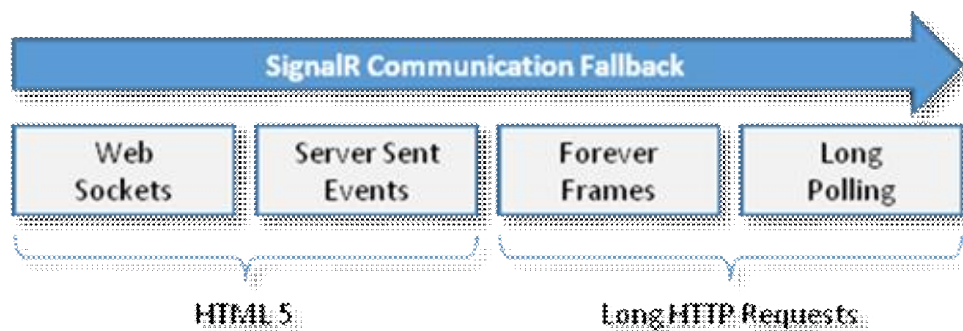 SignalR Communication Fallback
Web
Sockets
Server Sent
Events
Forever
Frames
Long
Polling
HTML 5
Long HTTP Requests